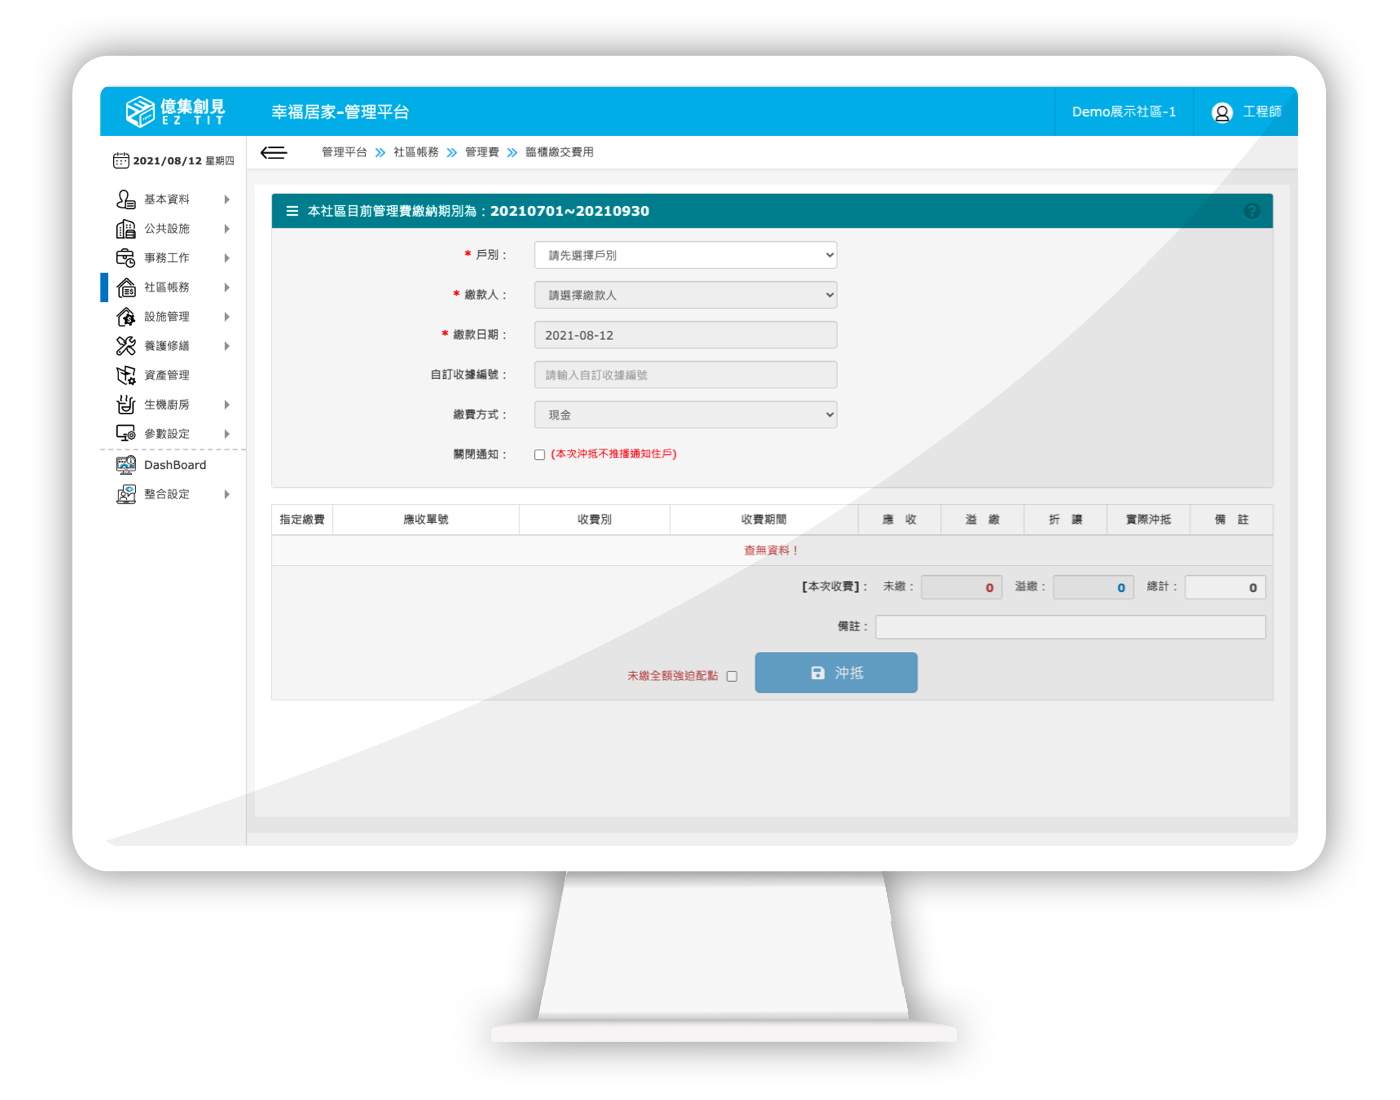 億集創見
EZ TIT
幸福居家-管理平台
Demo展示社區-1
工程師
2021/08/12 星期四
管理平台 社區帳務 管理費 臨櫃繳交費用
基本資料
公共設施
事務工作
社區帳務
設施管理
養護修繕
資產管理
生機廚房
參數設定
DashBoard
整合設定
本社區目前管理費繳納期別為：20210701~20210930
* 戶別： 請先選擇戶別
* 繳款人： 請選擇繳款人
* 繳款日期： 2021-08-12
自訂收據編號： 請輸入自訂收據編號
繳費方式： 現金
關閉通知： (本次沖抵不推播通知住戶)
指定繳費 應收單號 收費別 收費期間 應 收 溢 繳 折 讓 實際沖抵 備 註
查無資料！
[本次收費]： 未繳： 0 溢繳： 0 總計： 0
備註：
未繳全額強迫配點 沖抵